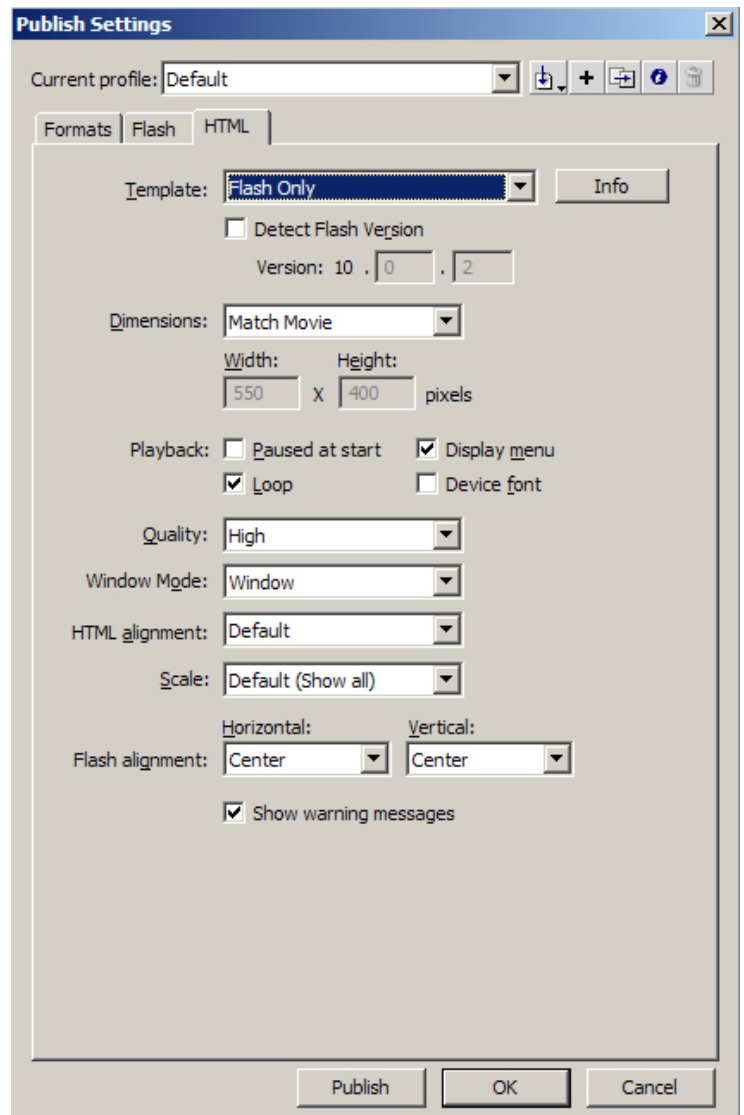 Publish Settings
Current profile: Default
Formats Flash HTML
Template: Flash Only Info
Detect Flash Version
Version: 10 . 0 . 2
Dimensions: Match Movie
Width: Height:
550 X 400 pixels
Playback: Paused at start Display menu
Loop Device font
Quality: High
Window Mode: Window
HTML alignment: Default
Scale: Default (Show all)
Horizontal: Vertical:
Flash alignment: Center Center
Show warning messages
Publish OK Cancel